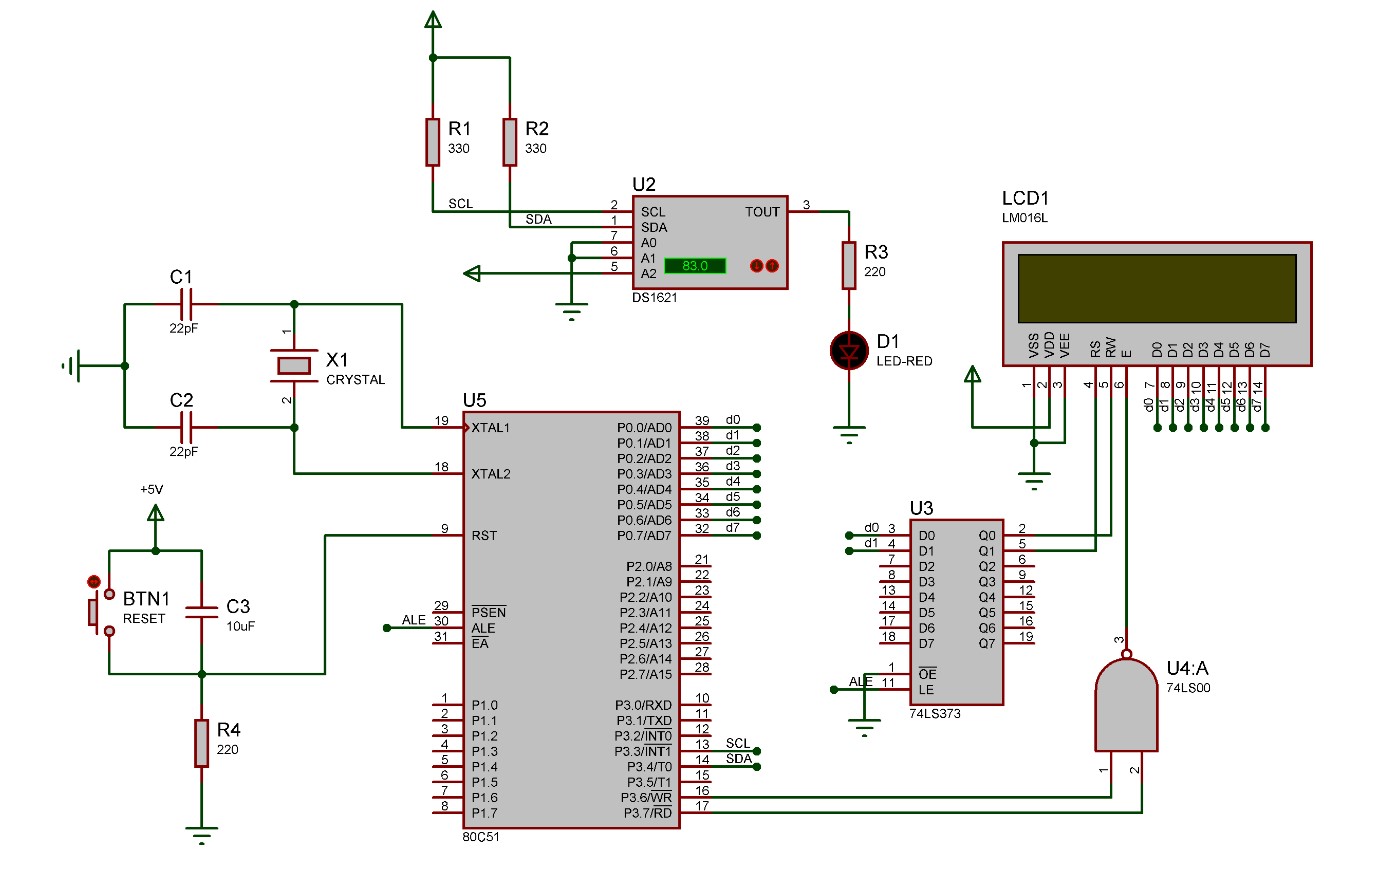 R1
330
R2
330
SCL
SDA
U2
2 SCL
1 SDA
7 A0
6 A1
5 A2
TOUT 3
83.0
DS1621
R3
220
D1
LED-RED
LCD1
LM016L
VSS VDD VEE RS RW E D0 D1 D2 D3 D4 D5 D6 D7
1 2 3 4 5 6 7 8 9 10 11 12 13 14
d0 d1 d2 d3 d4 d5 d6 d7
C1
22pF
1
X1
CRYSTAL
2
C2
22pF
+5V
BTN1
RESET
C3
10uF
R4
220
U5
19 XTAL1
18 XTAL2
9 RST
29 PSEN
ALE 30 ALE
31 EA
1 P1.0
2 P1.1
3 P1.2
4 P1.3
5 P1.4
6 P1.5
7 P1.6
8 P1.7
P0.0/AD0 39 d0
P0.1/AD1 38 d1
P0.2/AD2 37 d2
P0.3/AD3 36 d3
P0.4/AD4 35 d4
P0.5/AD5 34 d5
P0.6/AD6 33 d6
P0.7/AD7 32 d7
P2.0/A8 21
P2.1/A9 22
P2.2/A10 23
P2.3/A11 24
P2.4/A12 25
P2.5/A13 26
P2.6/A14 27
P2.7/A15 28
P3.0/RXD 10
P3.1/TXD 11
P3.2/INT0 12
P3.3/INT1 13 SCL
P3.4/T0 14 SDA
P3.5/T1 15
P3.6/WR 16
P3.7/RD 17
80C51
U3
d0 3 D0 Q0 2
d1 4 D1 Q1 5
7 D2 Q2 6
8 D3 Q3 9
13 D4 Q4 12
14 D5 Q5 15
17 D6 Q6 16
18 D7 Q7 19
1 OE
ALE 11 LE
74LS373
3
U4:A
74LS00
1 2